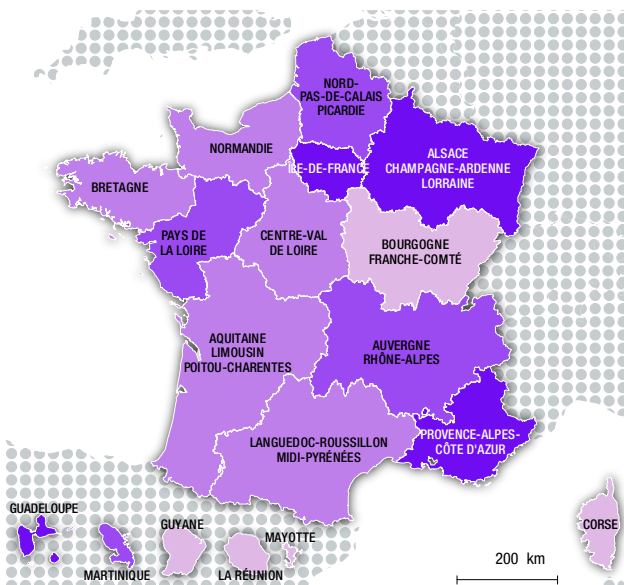 NORD-
PAS-DE-CALAIS
PICARDIE
NORMANDIE
ÎLE-DE-FRANCE
ALSACE
CHAMPAGNE-ARDENNE
LORRAINE
BRETAGNE
PAYS DE
LA LOIRE
CENTRE-VAL
DE LOIRE
BOURGOGNE
FRANCHE-COMTÉ
AQUITAINE
LIMOUSIN
POITOU-CHARENTES
AUVERGNE
RHÔNE-ALPES
LANGUEDOC-ROUSSILLON
MIDI-PYRÉNÉES
PROVENCE-ALPES-
CÔTE D'AZUR
GUADELOUPE
MARTINIQUE
GUYANE
LA RÉUNION
MAYOTTE
CORSE
200 km